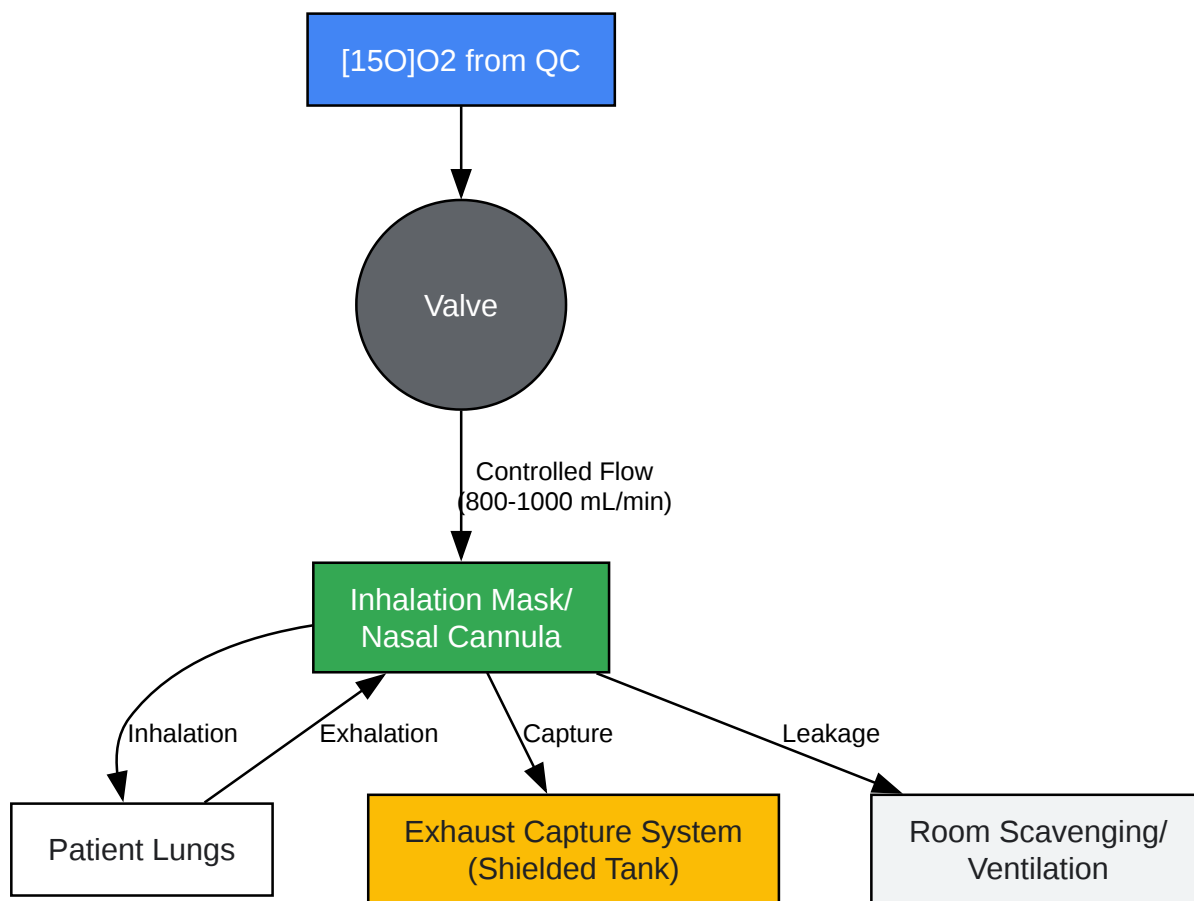 [15O]O2 from QC
Valve
Controlled Flow
(800-1000 mL/min)
Inhalation Mask/
Nasal Cannula
Inhalation
Exhalation
Capture
Leakage
Patient Lungs
Exhaust Capture System
(Shielded Tank)
Room Scavenging/
Ventilation